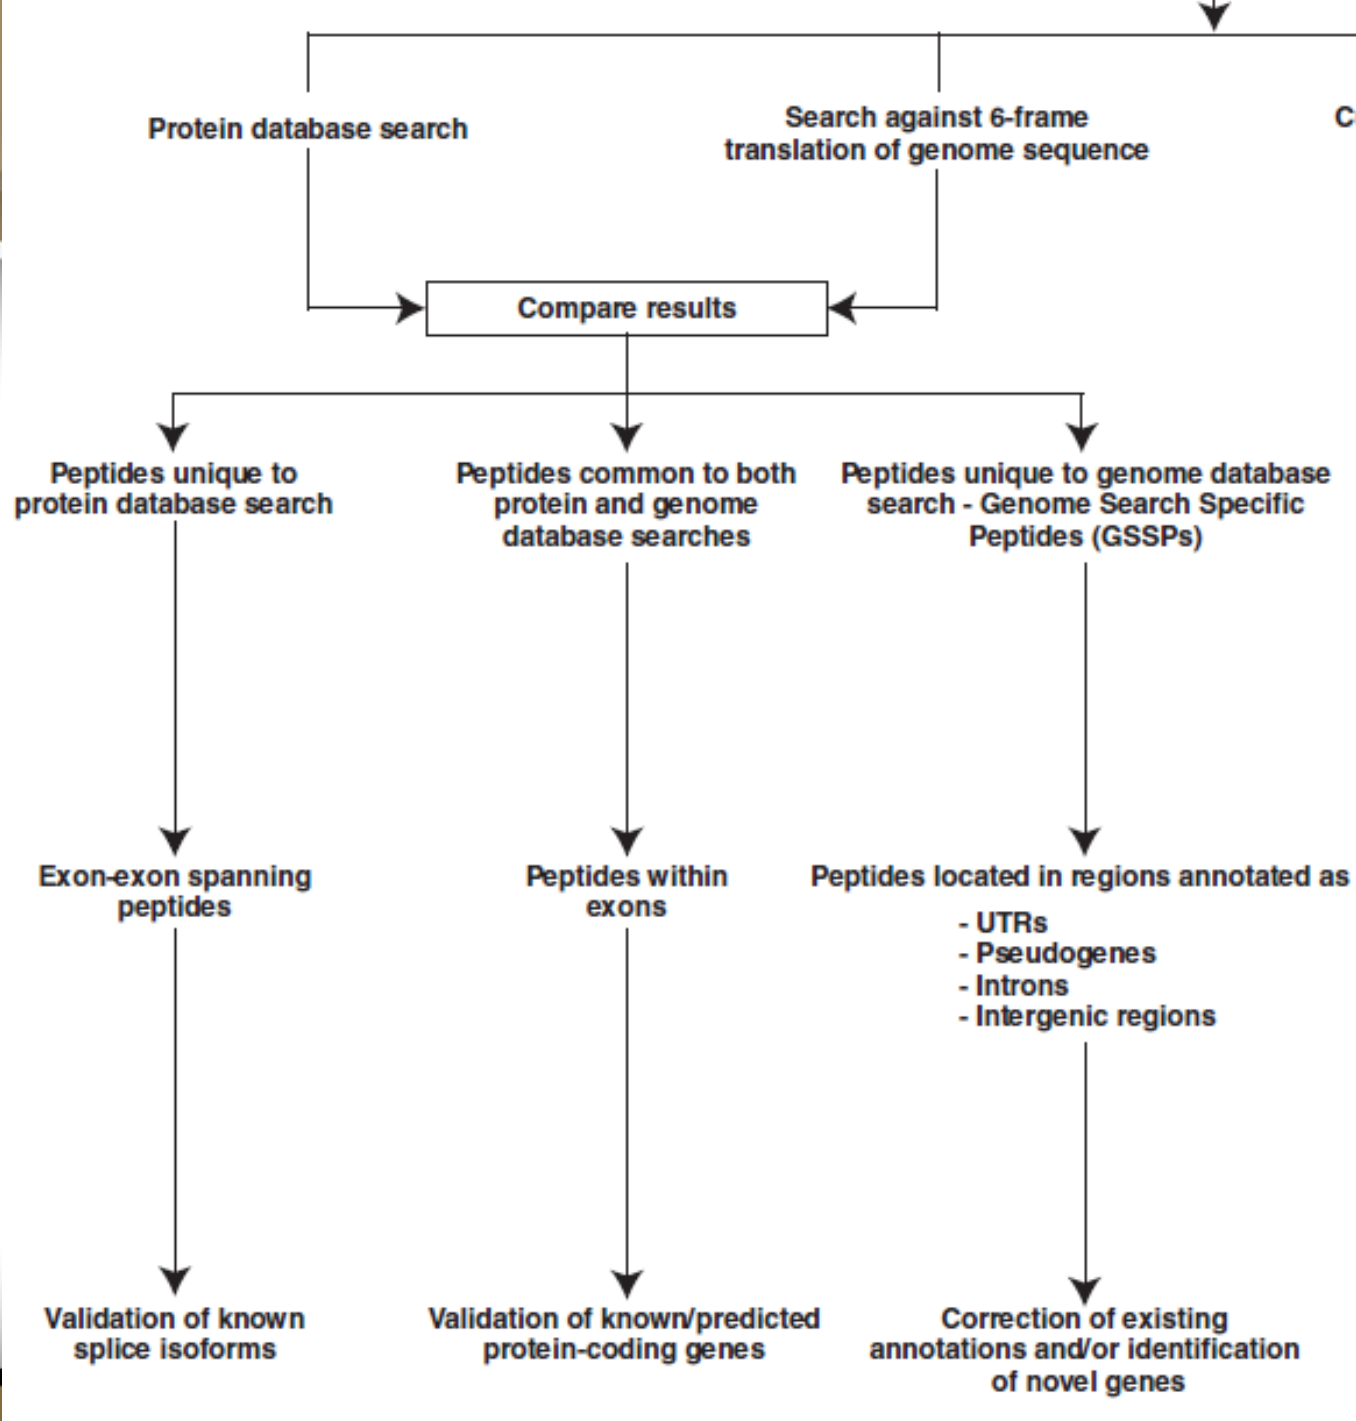 Protein database search
Search against 6-frame
translation of genome sequence
Compare results
Peptides unique to
protein database search
Peptides common to both
protein and genome
database searches
Peptides unique to genome database
search - Genome Search Specific
Peptides (GSSPs)
Exon-exon spanning
peptides
Peptides within
exons
Peptides located in regions annotated as
- UTRs
- Pseudogenes
- Introns
- Intergenic regions
Validation of known
splice isoforms
Validation of known/predicted
protein-coding genes
Correction of existing
annotations and/or identification
of novel genes